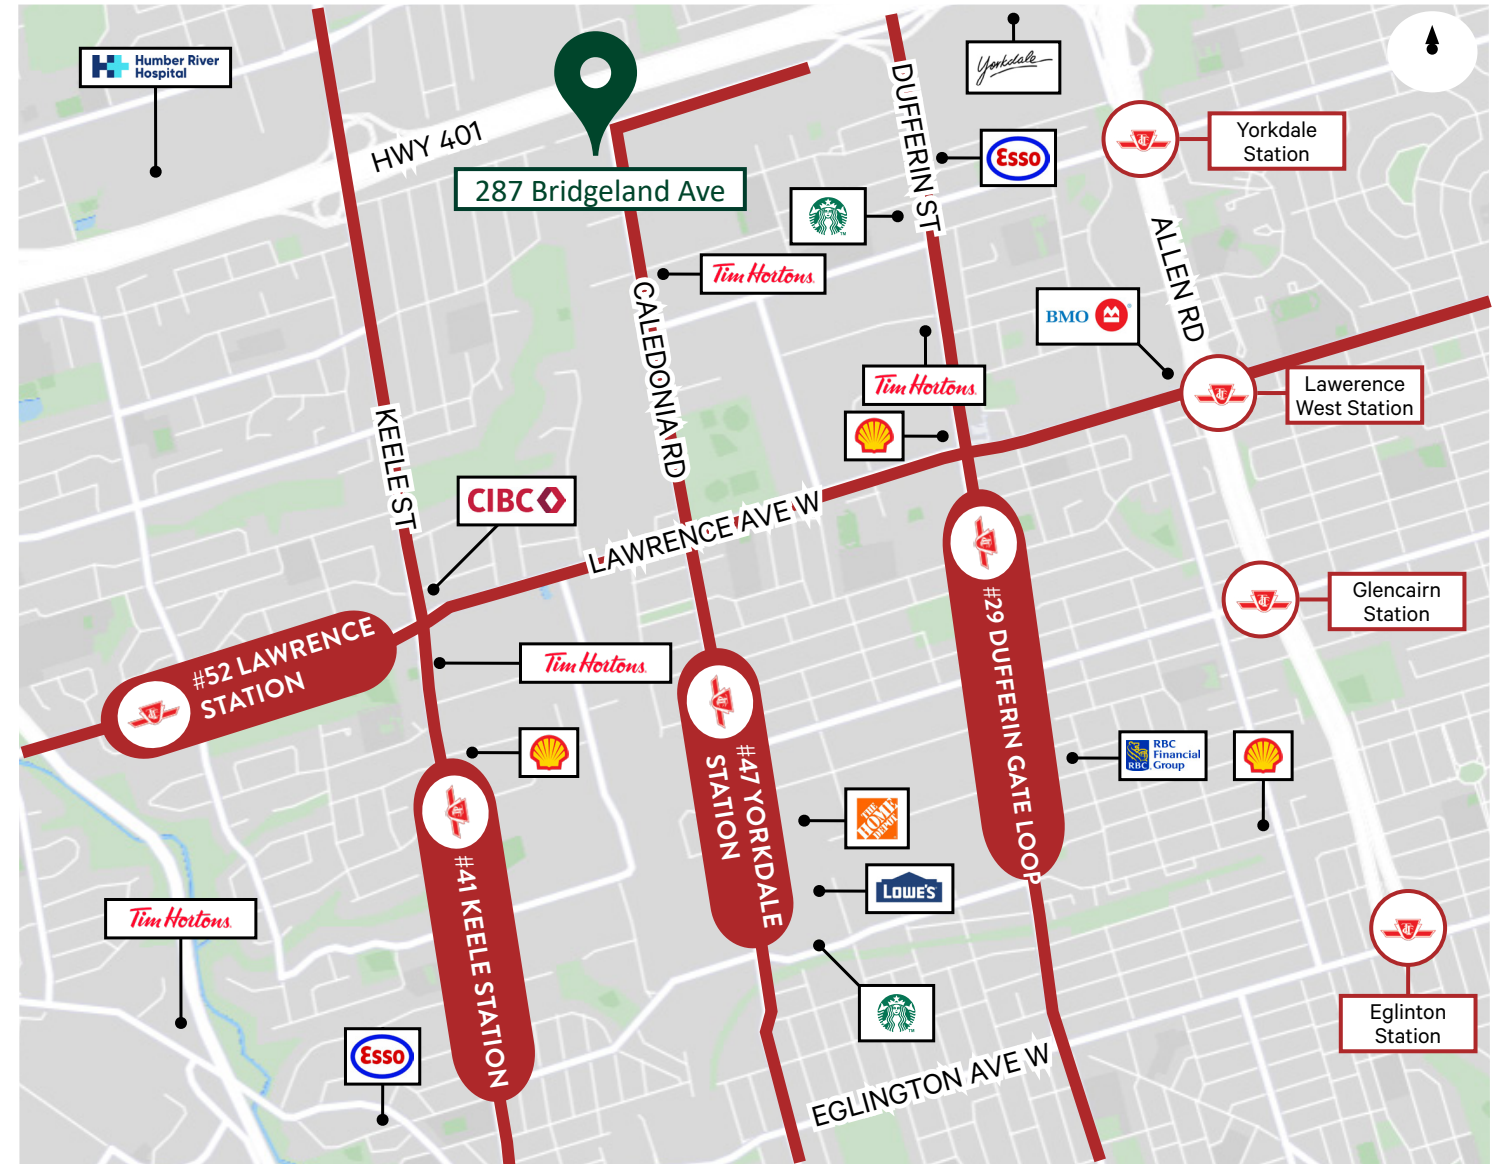 Humber River
Hospital
HWY 401
287 Bridgeland Ave
Yorkdale
DUFFERIN ST
Esso
Yorkdale
Station
Tim Hortons
CALEDONIA RD
ALLEN RD
BMO
Tim Hortons
Lawerence
West Station
KEELE ST
CIBC
LAWRENCE AVE W
#52 LAWRENCE
STATION
Tim Hortons
#29 DUFFERIN GATE LOOP
Glencairn
Station
#47 YORKDALE
STATION
RBC
RBC
Financial
Group
THE
HOME
DEPOT
LOWE'S
#41 KEELE STATION
Tim Hortons
Esso
EGLINGTON AVE W
Eglinton
Station